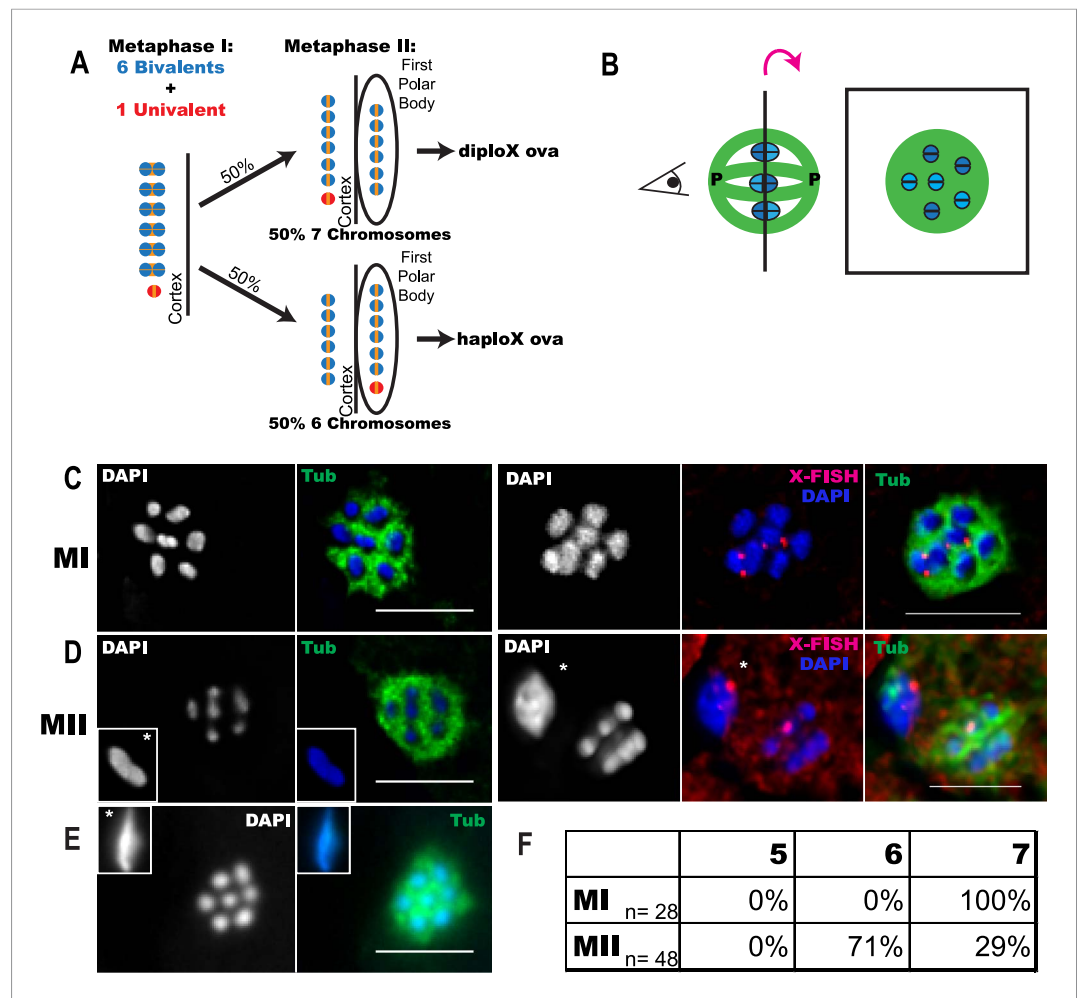 A
Metaphase I:
6 Bivalents
+
1 Univalent
Cortex
50%
50%
Metaphase II:
First
Polar
Body
Cortex
diploX ova
50% 7 Chromosomes
First
Polar
Body
Cortex
haploX ova
50% 6 Chromosomes
B
P
P
C
MI
DAPI
Tub
DAPI
X-FISH
DAPI
Tub
D
MII
DAPI
*
Tub
DAPI
*
X-FISH
DAPI
*
Tub
E
*
DAPI
Tub
F
5 6 7
MI n= 28 0% 0% 100%
MII n= 48 0% 71% 29%